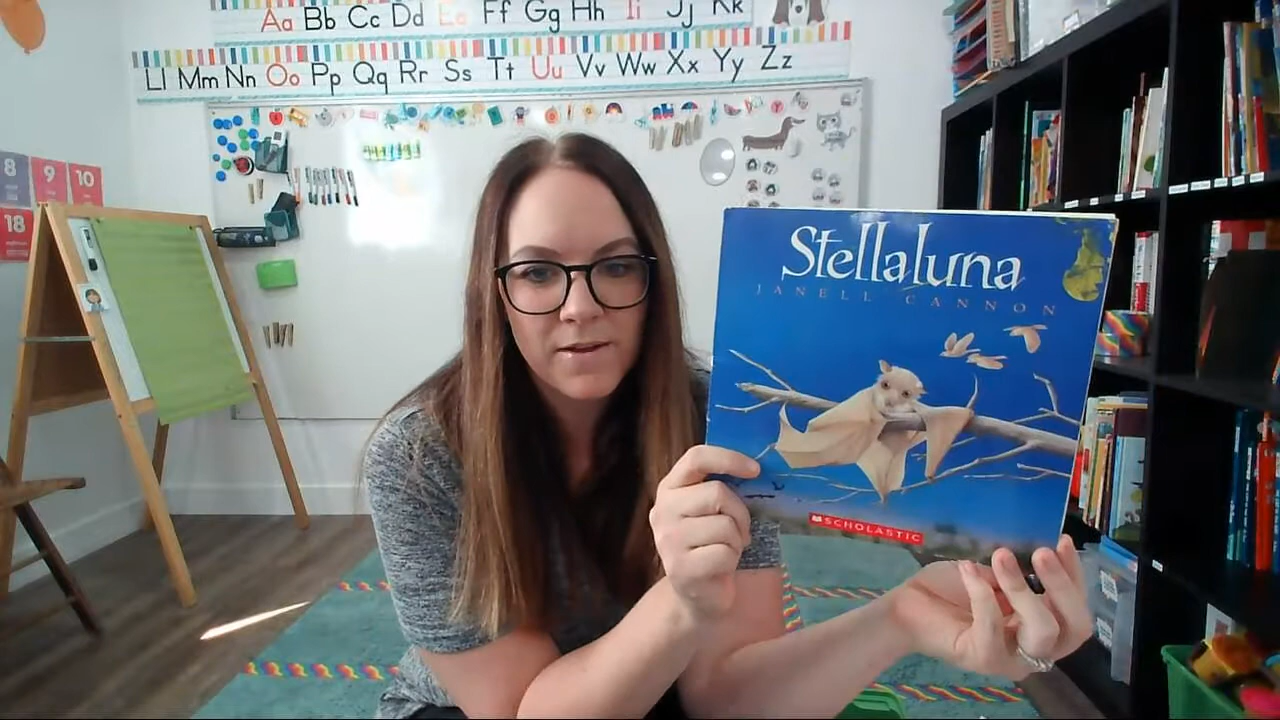 Aa Bb Cc Dd Ee Ff Gg Hh Ii Jj Kk
Ll Mm Nn Oo Pp Qq Rr Ss Tt Uu Vv Ww Xx Yy Zz
8 9 10
18
Stellaluna
JANELL CANNON
SCHOLASTIC